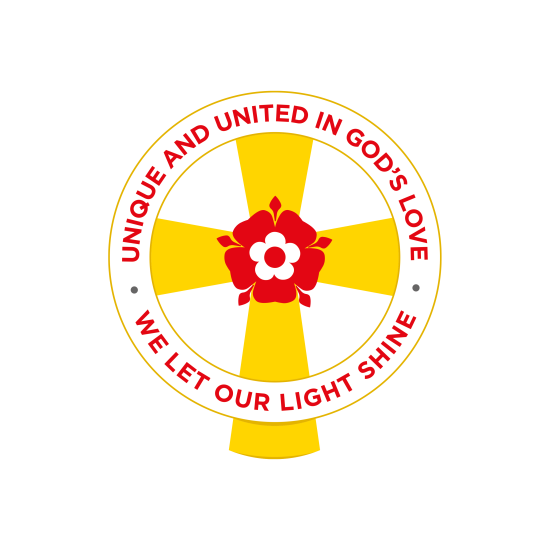 UNIQUE AND UNITED IN GOD'S LOVE
WE LET OUR LIGHT SHINE